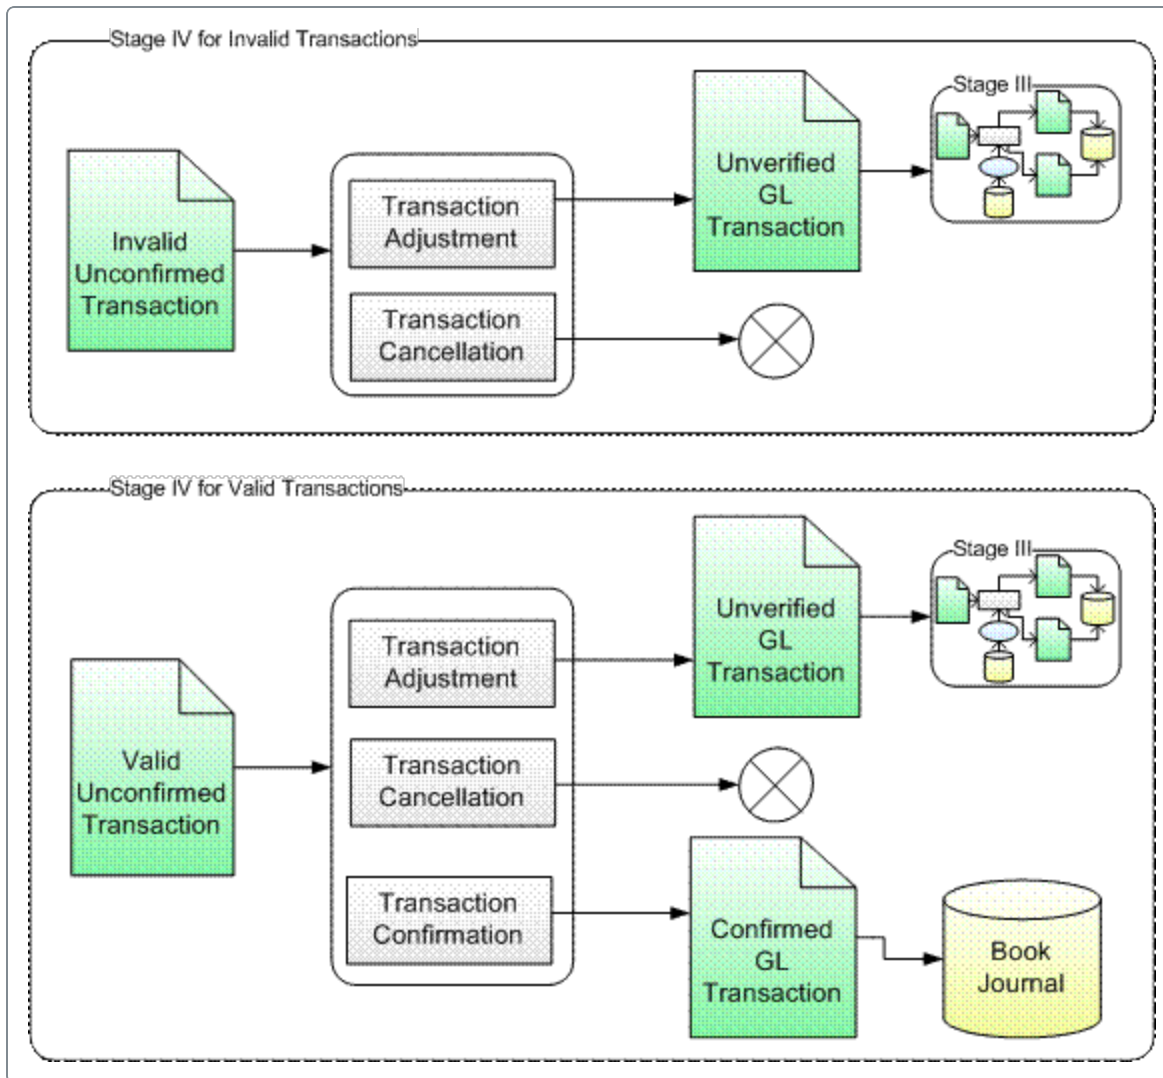 Stage IV for Invalid Transactions
Invalid
Unconfirmed
Transaction
Transaction
Adjustment
Transaction
Cancellation
Unverified
GL
Transaction
Stage III
Stage IV for Valid Transactions
Valid
Unconfirmed
Transaction
Transaction
Adjustment
Transaction
Cancellation
Transaction
Confirmation
Unverified
GL
Transaction
Stage III
Confirmed
GL
Transaction
Book
Journal